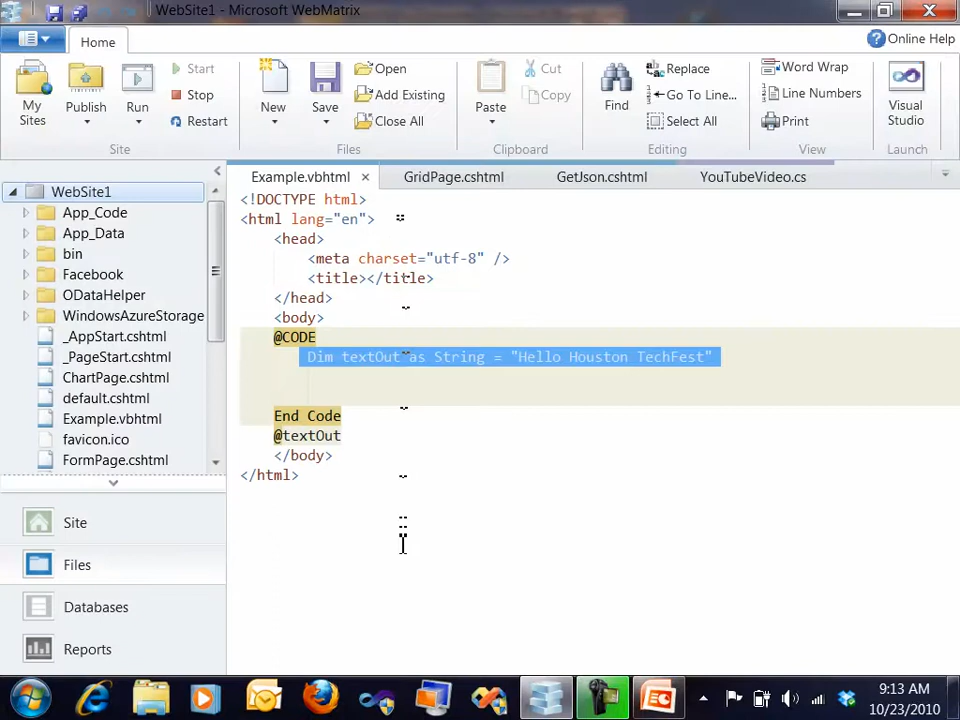 WebSite1 - Microsoft WebMatrix
Home
Online Help
My Sites
Publish
Run
Start
Stop
Restart
Site
New
Save
Open
Add Existing
Close All
Files
Paste
Cut
Copy
Clipboard
Find
Replace
Go To Line...
Select All
Editing
Word Wrap
Line Numbers
Print
View
Visual Studio
Launch
WebSite1
App_Code
App_Data
bin
Facebook
ODataHelper
WindowsAzureStorage
_AppStart.cshtml
_PageStart.cshtml
ChartPage.cshtml
default.cshtml
Example.vbhtml
favicon.ico
FormPage.cshtml
Site
Files
Databases
Reports
Example.vbhtml
GridPage.cshtml
GetJson.cshtml
YouTubeVideo.cs
<!DOCTYPE html>
<html lang="en">
<head>
<meta charset="utf-8" />
<title></title>
</head>
<body>
@CODE
Dim textOut as String = "Hello Houston TechFest"
End Code
@textOut
</body>
</html>
9:13 AM
10/23/2010